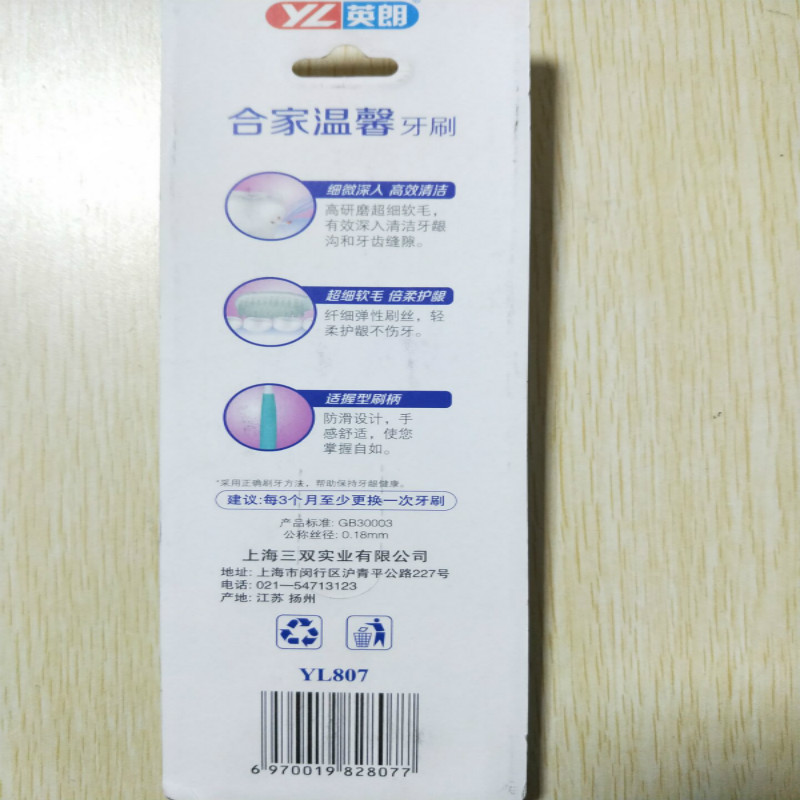 YL 英朗
合家温馨牙刷
细微深入 高效清洁
高研磨超细软毛，
有效深入清洁牙龈
沟和牙齿缝隙。
超细软毛 倍柔护龈
纤细弹性刷丝，轻
柔护龈不伤牙。
适握型刷柄
防滑设计，手
感舒适，使您
掌握自如。
*采用正确刷牙方法，帮助保持牙龈健康。
建议:每3个月至少更换一次牙刷
产品标准: GB30003
公称丝径: 0.18mm
上海三双实业有限公司
地址: 上海市闵行区沪青平公路227号
电话: 021—54713123
产地: 江苏 扬州
YL807
6 970019 828077